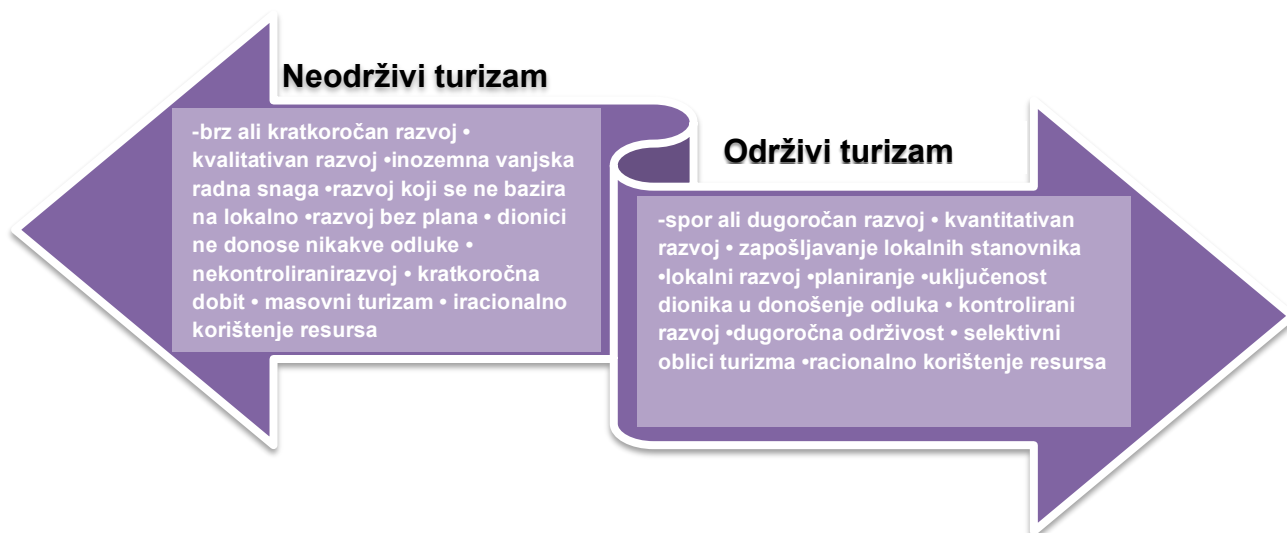 Neodrživi turizam
-brz ali kratkoročan razvoj •
kvalitativan razvoj •inozemna vanjska
radna snaga •razvoj koji se ne bazira
na lokalno •razvoj bez plana • dionici
ne donose nikakve odluke •
nekontroliranirazvoj • kratkoročna
dobit • masovni turizam • iracionalno
korištenje resursa
Održivi turizam
-spor ali dugoročan razvoj • kvantitativan
razvoj • zapošljavanje lokalnih stanovnika
•lokalni razvoj •planiranje •uključenost
dionika u donošenje odluka • kontrolirani
razvoj •dugoročna održivost • selektivni
oblici turizma •racionalno korištenje resursa